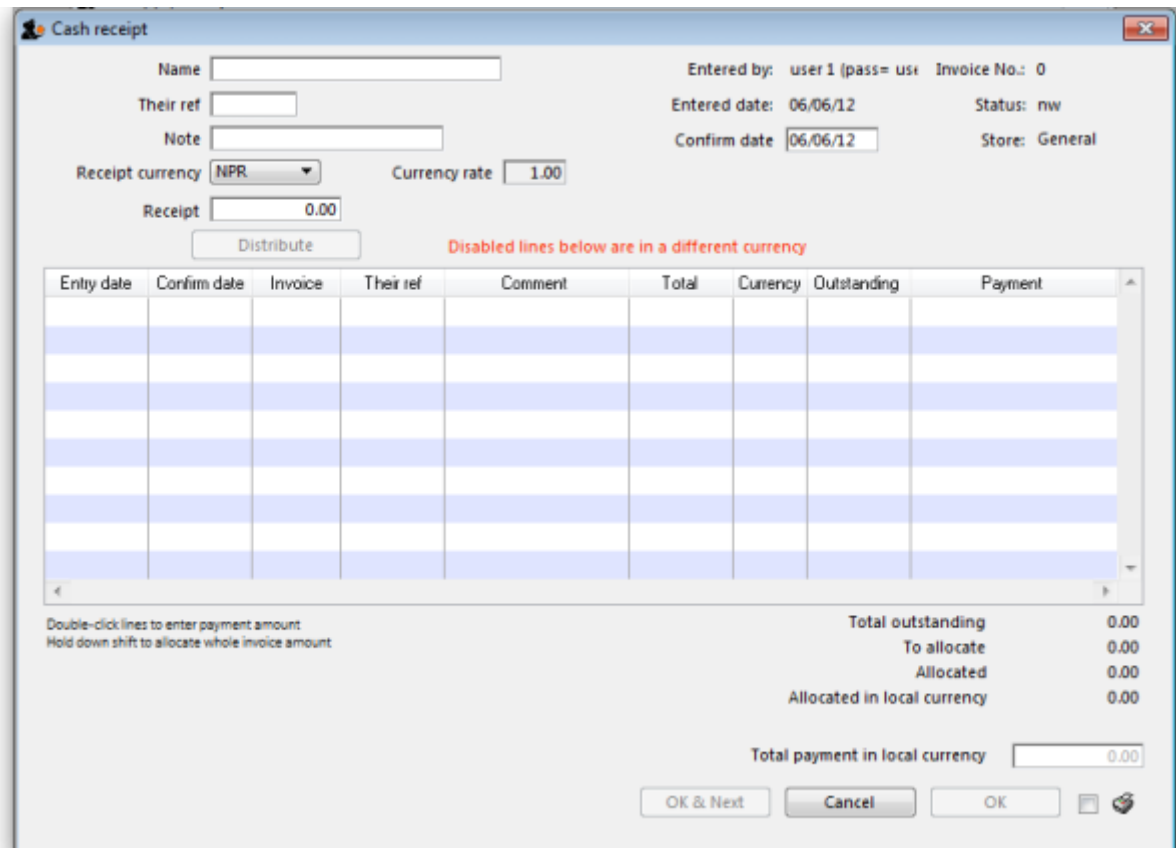 Cash receipt
Name Entered by: user 1 (pass= use Invoice No.: 0
Their ref Entered date: 06/06/12 Status: nw
Note Confirm date 06/06/12 Store: General
Receipt currency NPR Currency rate 1.00
Receipt 0.00
Distribute Disabled lines below are in a different currency
Entry date Confirm date Invoice Their ref Comment Total Currency Outstanding Payment
Double-click lines to enter payment amount
Hold down shift to allocate whole invoice amount
Total outstanding 0.00
To allocate 0.00
Allocated 0.00
Allocated in local currency 0.00
Total payment in local currency 0.00
OK & Next Cancel OK